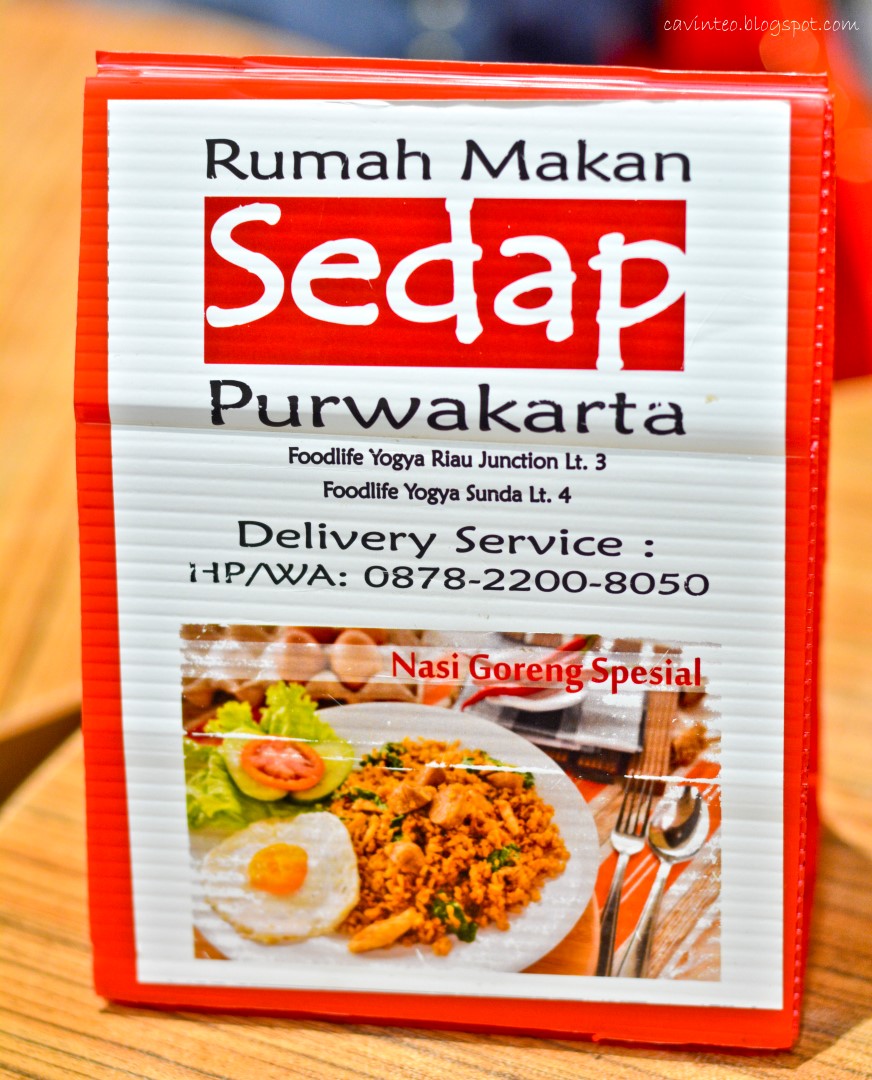 cavinteo.blogspot.com
Rumah Makan
Sedap
Purwakarta
Foodlife Yogya Riau Junction Lt. 3
Foodlife Yogya Sunda Lt. 4
Delivery Service :
HP/WA: 0878-2200-8050
Nasi Goreng Spesial